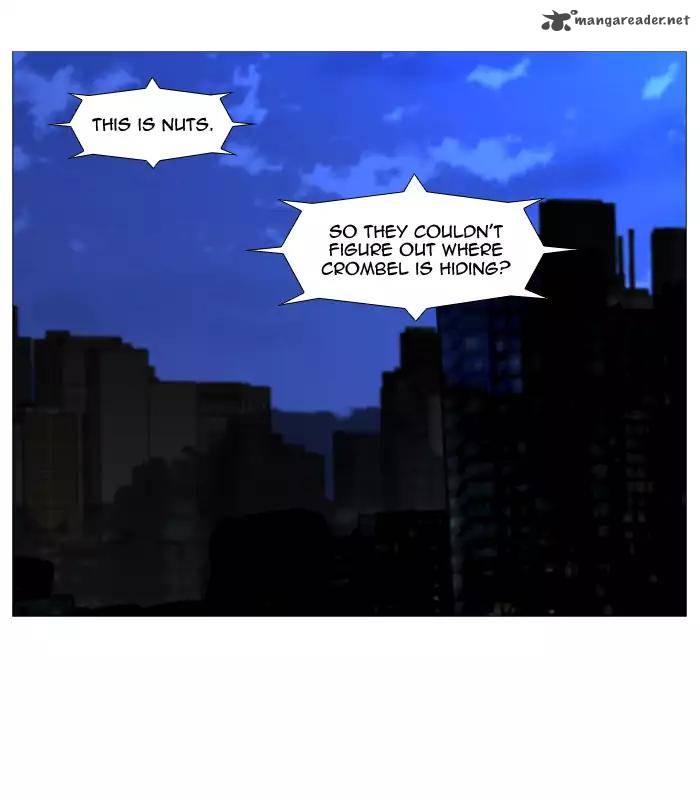 mangareader.net
THIS IS NUTS.
SO THEY COULDN'T
FIGURE OUT WHERE
CROMBEL IS HIDING?